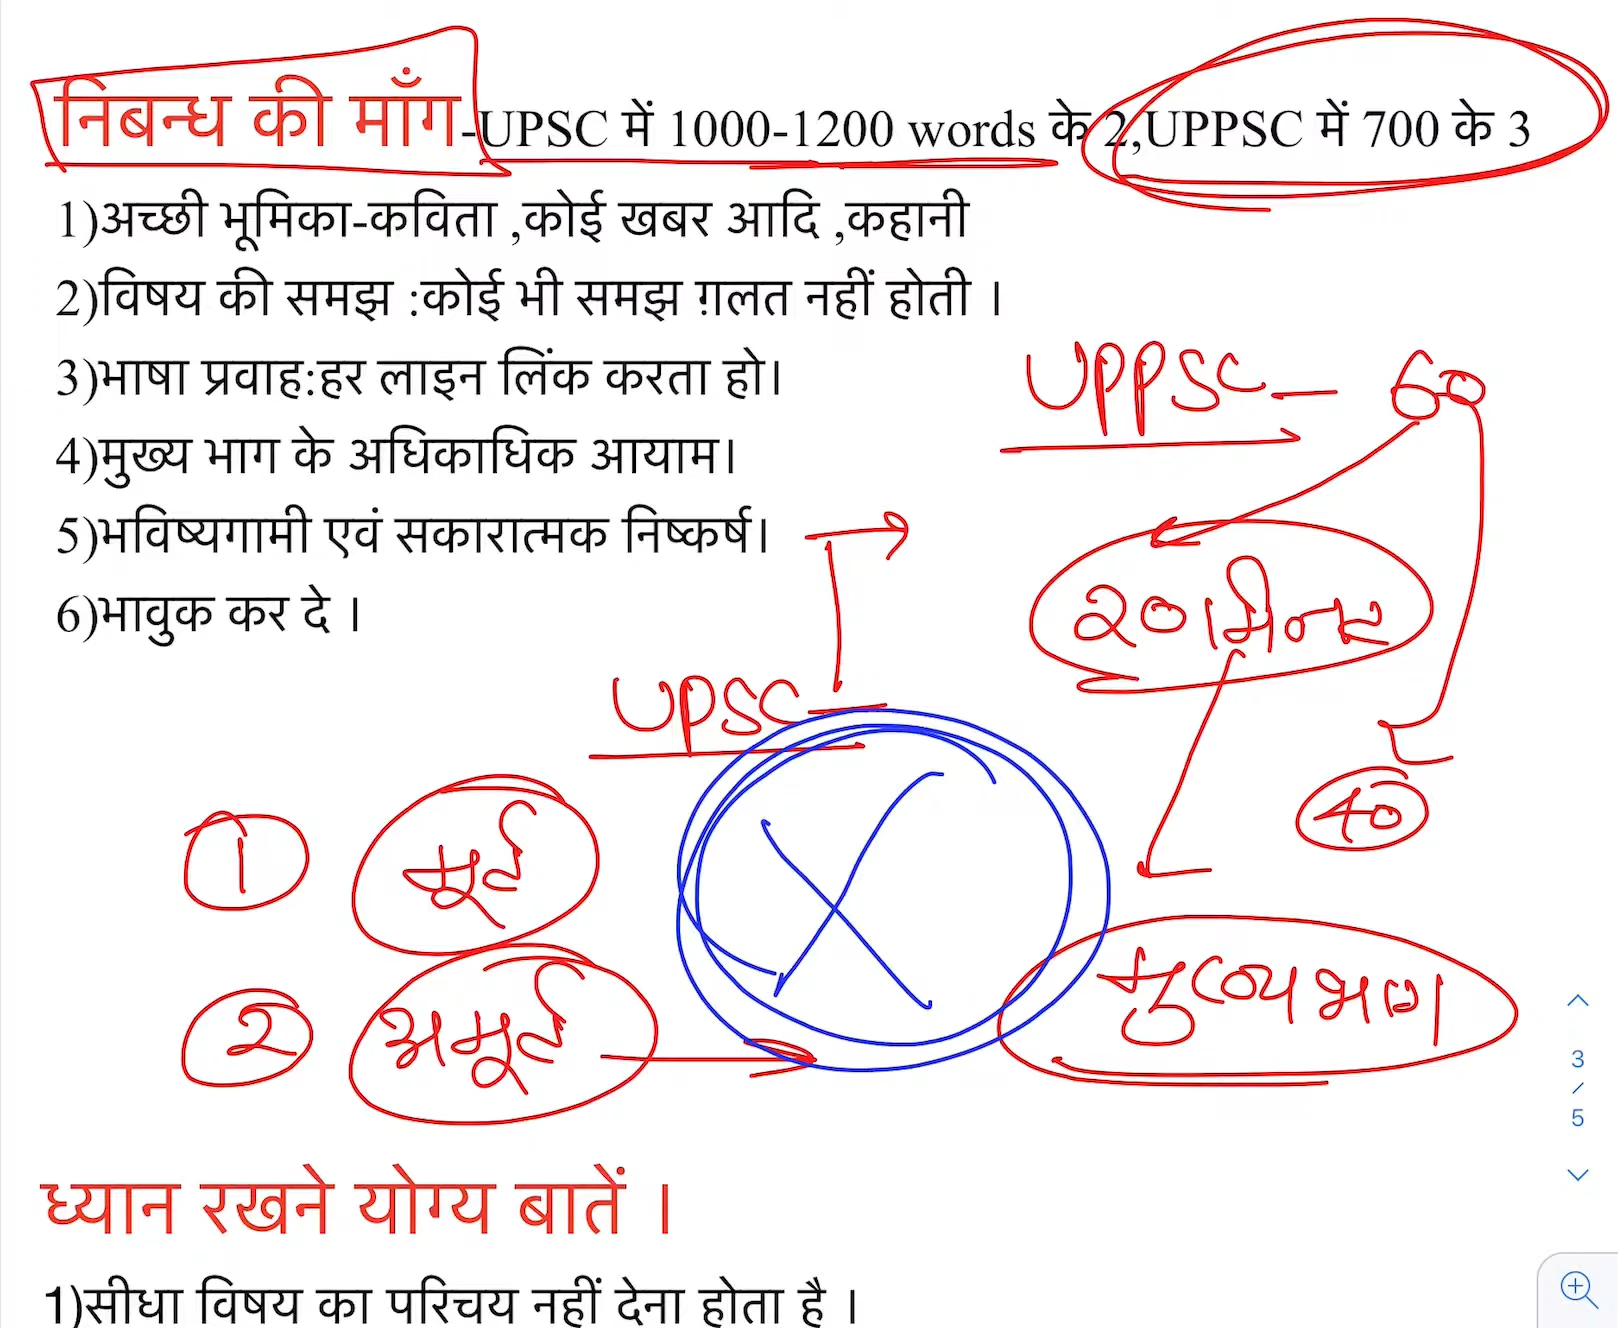 निबन्ध की माँग-UPSC में 1000-1200 words के 2,UPPSC में 700 के 3
1)अच्छी भूमिका-कविता ,कोई खबर आदि ,कहानी
2)विषय की समझ :कोई भी समझ ग़लत नहीं होती ।
3)भाषा प्रवाह:हर लाइन लिंक करता हो।
4)मुख्य भाग के अधिकाधिक आयाम।
5)भविष्यगामी एवं सकारात्मक निष्कर्ष।
6)भावुक कर दे ।
UPPSC - 60
२० मिनट
UPSC -
40
1 मूर्त
2 अमूर्त
मुख्य भाग
ध्यान रखने योग्य बातें ।
1)सीधा विषय का परिचय नहीं देना होता है ।
3
/
5